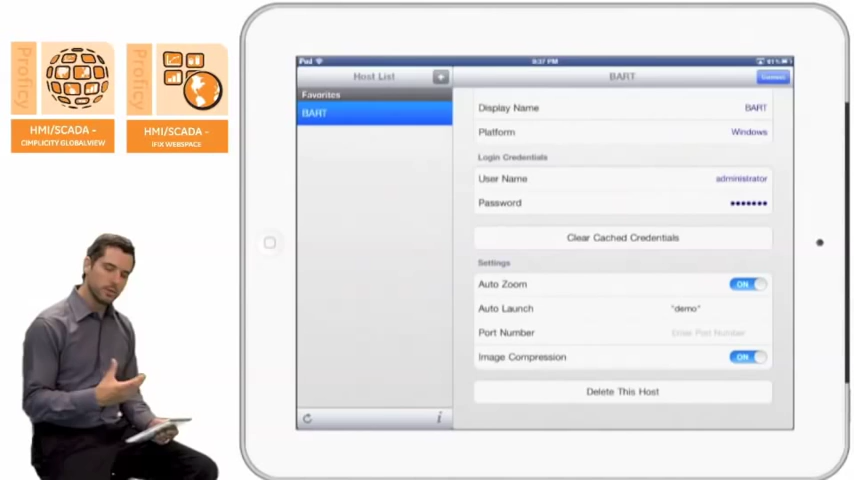 Proficy
HMI/SCADA -
CIMPLICITY GLOBALVIEW
Proficy
HMI/SCADA -
IFIX WEBSPACE
iPad
9:37 PM
Host List
+
BART
Connect
Favorites
BART
Display Name
BART
Platform
Windows
Login Credentials
User Name
administrator
Password
•••••••
Clear Cached Credentials
Settings
Auto Zoom
ON
Auto Launch
"demo"
Port Number
Enter Port Number
Image Compression
ON
Delete This Host
i